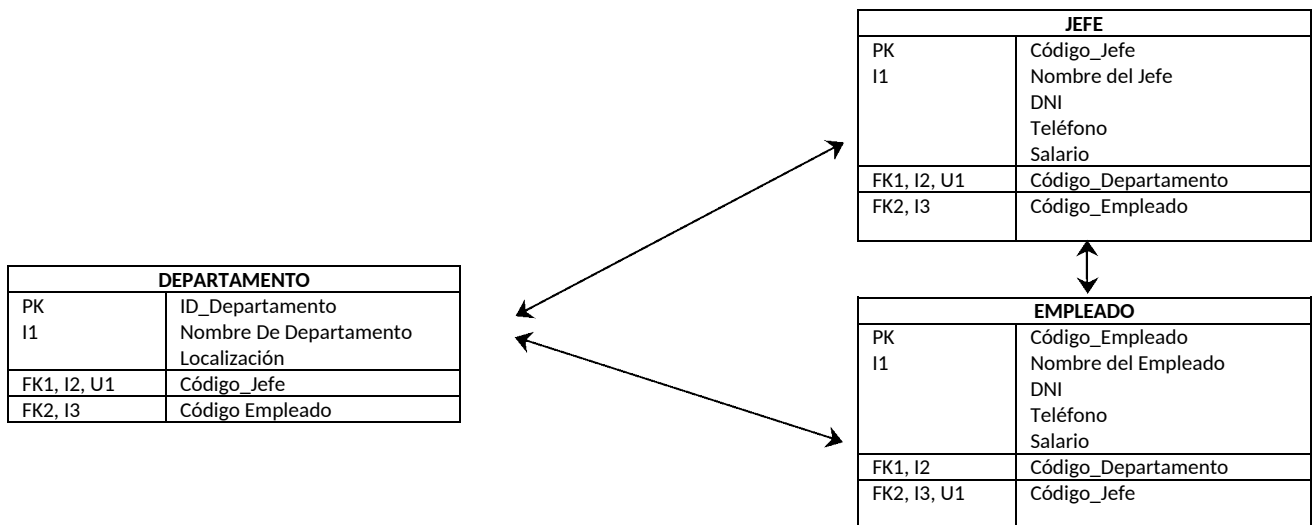 JEFE
PK Código_Jefe
I1 Nombre del Jefe
DNI
Teléfono
Salario
FK1, I2, U1 Código_Departamento
FK2, I3 Código_Empleado
DEPARTAMENTO
PK ID_Departamento
I1 Nombre De Departamento
Localización
FK1, I2, U1 Código_Jefe
FK2, I3 Código Empleado
EMPLEADO
PK Código_Empleado
I1 Nombre del Empleado
DNI
Teléfono
Salario
FK1, I2 Código_Departamento
FK2, I3, U1 Código_Jefe